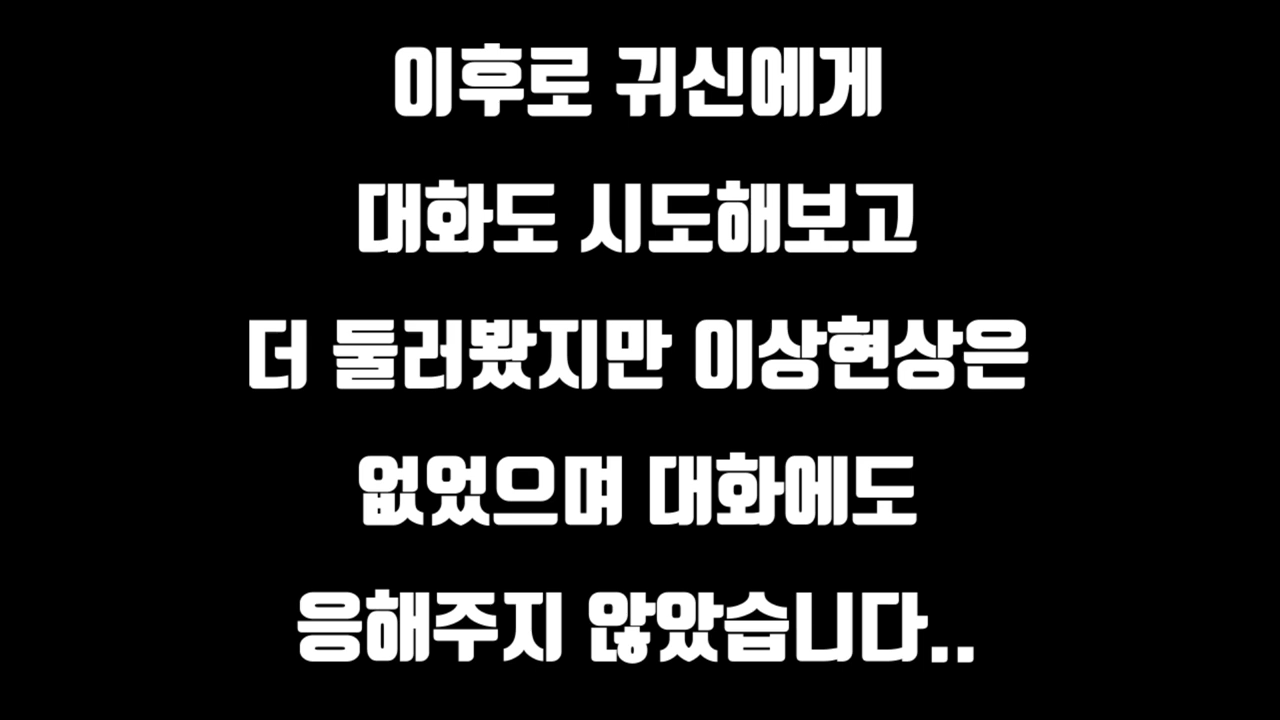 이후로 귀신에게
대화도 시도해보고
더 둘러봤지만 이상현상은
없었으며 대화에도
응해주지 않았습니다..